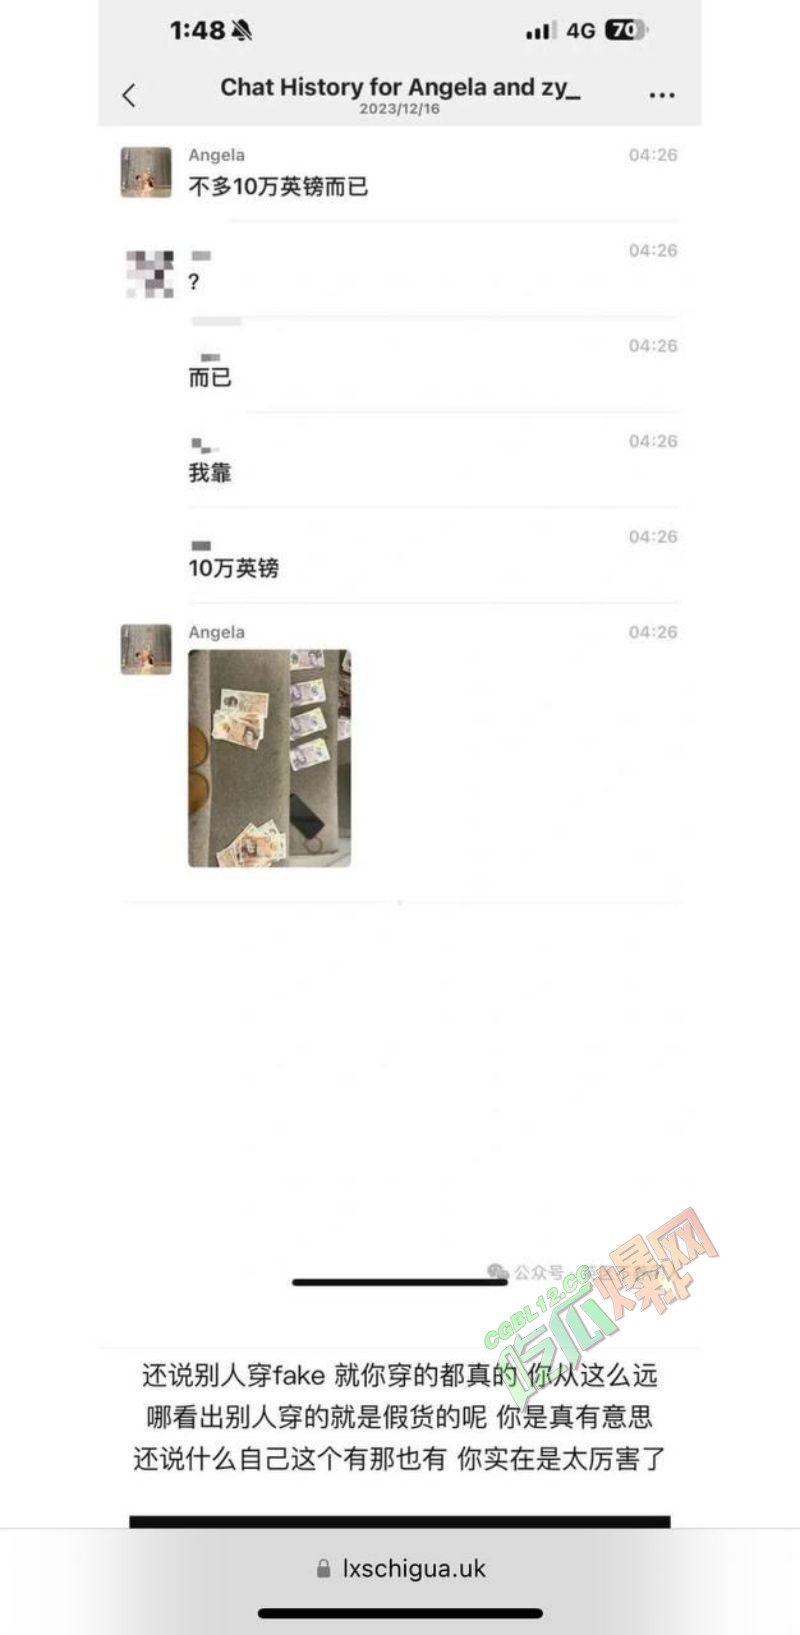 1:48
4G
70
Chat History for Angela and zy_
2023/12/16
Angela
04:26
不多10万英镑而已
04:26
?
04:26
而已
04:26
我靠
04:26
10万英镑
Angela
04:26
公众号
CGBL12.CC
吃瓜爆网
还说别人穿fake 就你穿的都真的 你从这么远
哪看出别人穿的就是假货的呢 你是真有意思
还说什么自己这个有那也有 你实在是太厉害了
lxschigua.uk